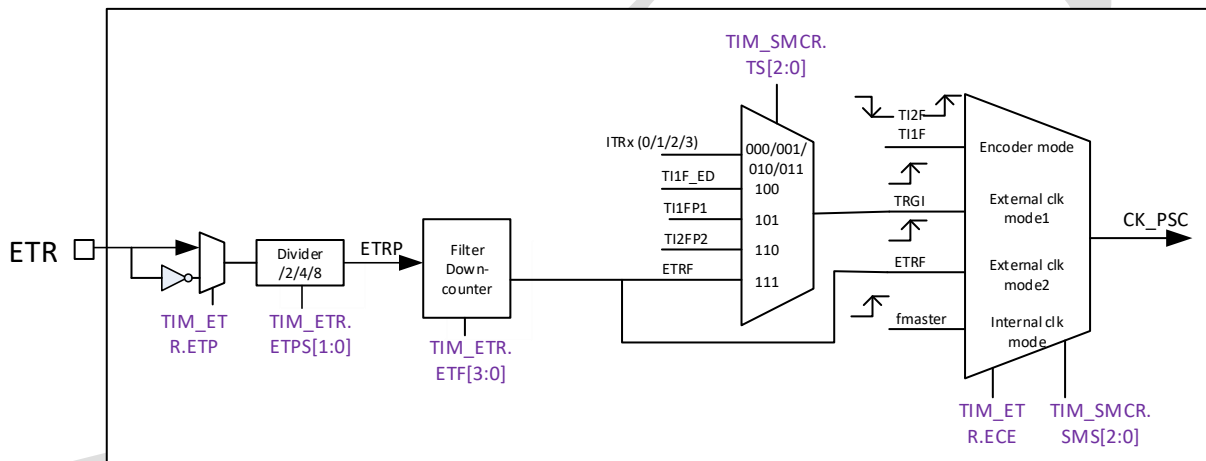 TIM_SMCR.
TS[2:0]
TI2F
TI1F
Encoder mode
ITRx (0/1/2/3)
000/001/
010/011
TI1F_ED
100
TRGI
External clk
mode1
TI1FP1
101
CK_PSC
ETR
ETRP
Divider
/2/4/8
Filter
Down-
counter
TI2FP2
110
ETRF
111
ETRF
External clk
mode2
fmaster
Internal clk
mode
TIM_ET
R.ETP
TIM_ETR.
ETPS[1:0]
TIM_ETR.
ETF[3:0]
TIM_ET
R.ECE
TIM_SMCR.
SMS[2:0]